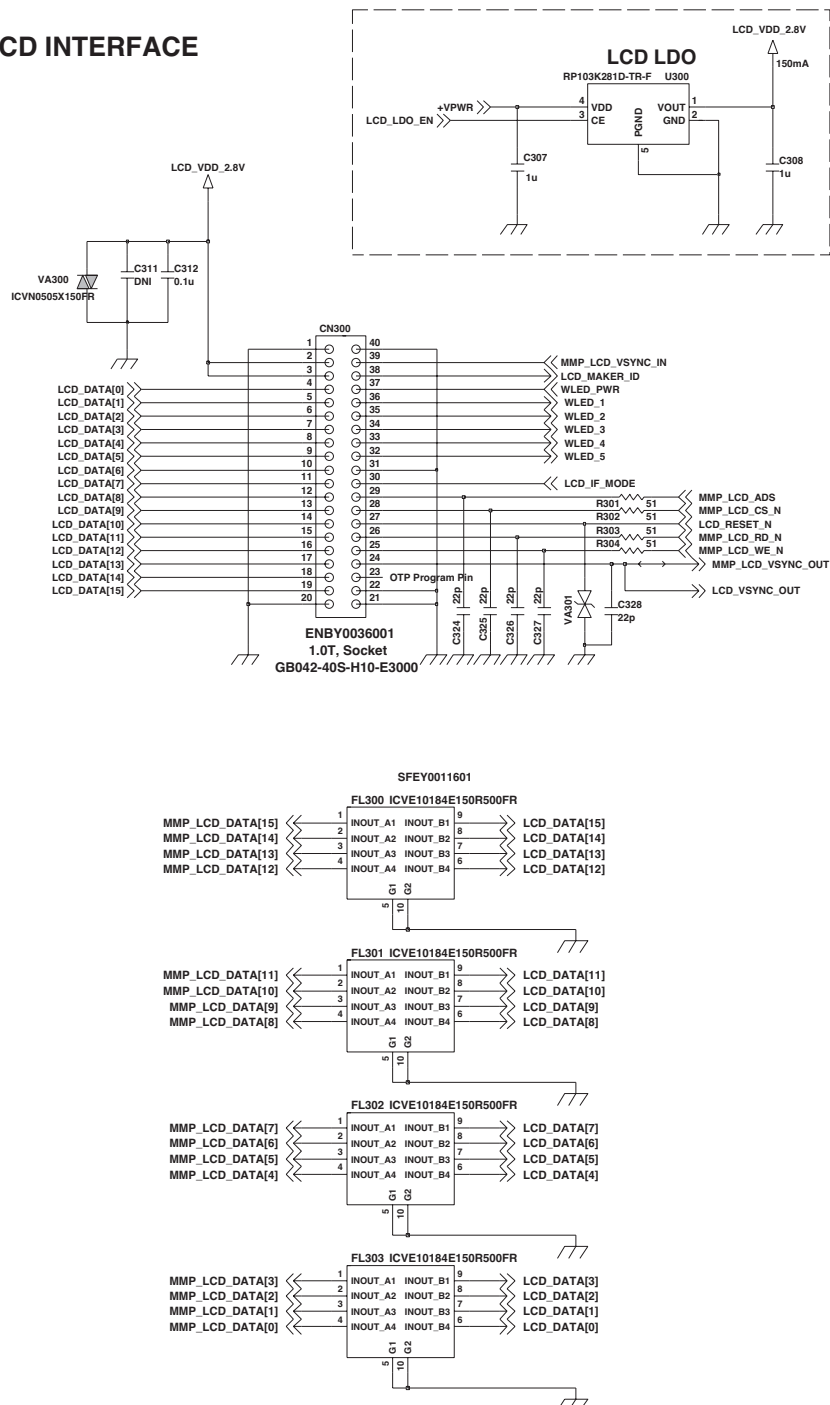 CD INTERFACE
LCD_VDD_2.8V
150mA
LCD LDO
RP103K281D-TR-F U300
+VPWR
4 VDD VOUT 1
LCD_LDO_EN
3 CE GND 2
PGND
5
C307
1u
C308
1u
LCD_VDD_2.8V
VA300
ICVN0505X150FR
C311
DNI
C312
0.1u
CN300
1 40
2 39 MMP_LCD_VSYNC_IN
3 38 LCD_MAKER_ID
LCD_DATA[0] 4 37 WLED_PWR
LCD_DATA[1] 5 36 WLED_1
LCD_DATA[2] 6 35 WLED_2
LCD_DATA[3] 7 34 WLED_3
LCD_DATA[4] 8 33 WLED_4
LCD_DATA[5] 9 32 WLED_5
LCD_DATA[6] 10 31
LCD_DATA[7] 11 30 LCD_IF_MODE
LCD_DATA[8] 12 29 R301 51 MMP_LCD_ADS
LCD_DATA[9] 13 28 R302 51 MMP_LCD_CS_N
LCD_DATA[10] 14 27 LCD_RESET_N
LCD_DATA[11] 15 26 R303 51 MMP_LCD_RD_N
LCD_DATA[12] 16 25 R304 51 MMP_LCD_WE_N
LCD_DATA[13] 17 24 MMP_LCD_VSYNC_OUT
LCD_DATA[14] 18 23 OTP Program Pin
LCD_DATA[15] 19 22 LCD_VSYNC_OUT
20 21
C324 22p
C325 22p
C326 22p
C327 22p
VA301
C328
22p
ENBY0036001
1.0T, Socket
GB042-40S-H10-E3000
SFEY0011601
FL300 ICVE10184E150R500FR
MMP_LCD_DATA[15] 1 INOUT_A1 INOUT_B1 9 LCD_DATA[15]
MMP_LCD_DATA[14] 2 INOUT_A2 INOUT_B2 8 LCD_DATA[14]
MMP_LCD_DATA[13] 3 INOUT_A3 INOUT_B3 7 LCD_DATA[13]
MMP_LCD_DATA[12] 4 INOUT_A4 INOUT_B4 6 LCD_DATA[12]
G1 G2
5 10
FL301 ICVE10184E150R500FR
MMP_LCD_DATA[11] 1 INOUT_A1 INOUT_B1 9 LCD_DATA[11]
MMP_LCD_DATA[10] 2 INOUT_A2 INOUT_B2 8 LCD_DATA[10]
MMP_LCD_DATA[9] 3 INOUT_A3 INOUT_B3 7 LCD_DATA[9]
MMP_LCD_DATA[8] 4 INOUT_A4 INOUT_B4 6 LCD_DATA[8]
G1 G2
5 10
FL302 ICVE10184E150R500FR
MMP_LCD_DATA[7] 1 INOUT_A1 INOUT_B1 9 LCD_DATA[7]
MMP_LCD_DATA[6] 2 INOUT_A2 INOUT_B2 8 LCD_DATA[6]
MMP_LCD_DATA[5] 3 INOUT_A3 INOUT_B3 7 LCD_DATA[5]
MMP_LCD_DATA[4] 4 INOUT_A4 INOUT_B4 6 LCD_DATA[4]
G1 G2
5 10
FL303 ICVE10184E150R500FR
MMP_LCD_DATA[3] 1 INOUT_A1 INOUT_B1 9 LCD_DATA[3]
MMP_LCD_DATA[2] 2 INOUT_A2 INOUT_B2 8 LCD_DATA[2]
MMP_LCD_DATA[1] 3 INOUT_A3 INOUT_B3 7 LCD_DATA[1]
MMP_LCD_DATA[0] 4 INOUT_A4 INOUT_B4 6 LCD_DATA[0]
G1 G2
5 10